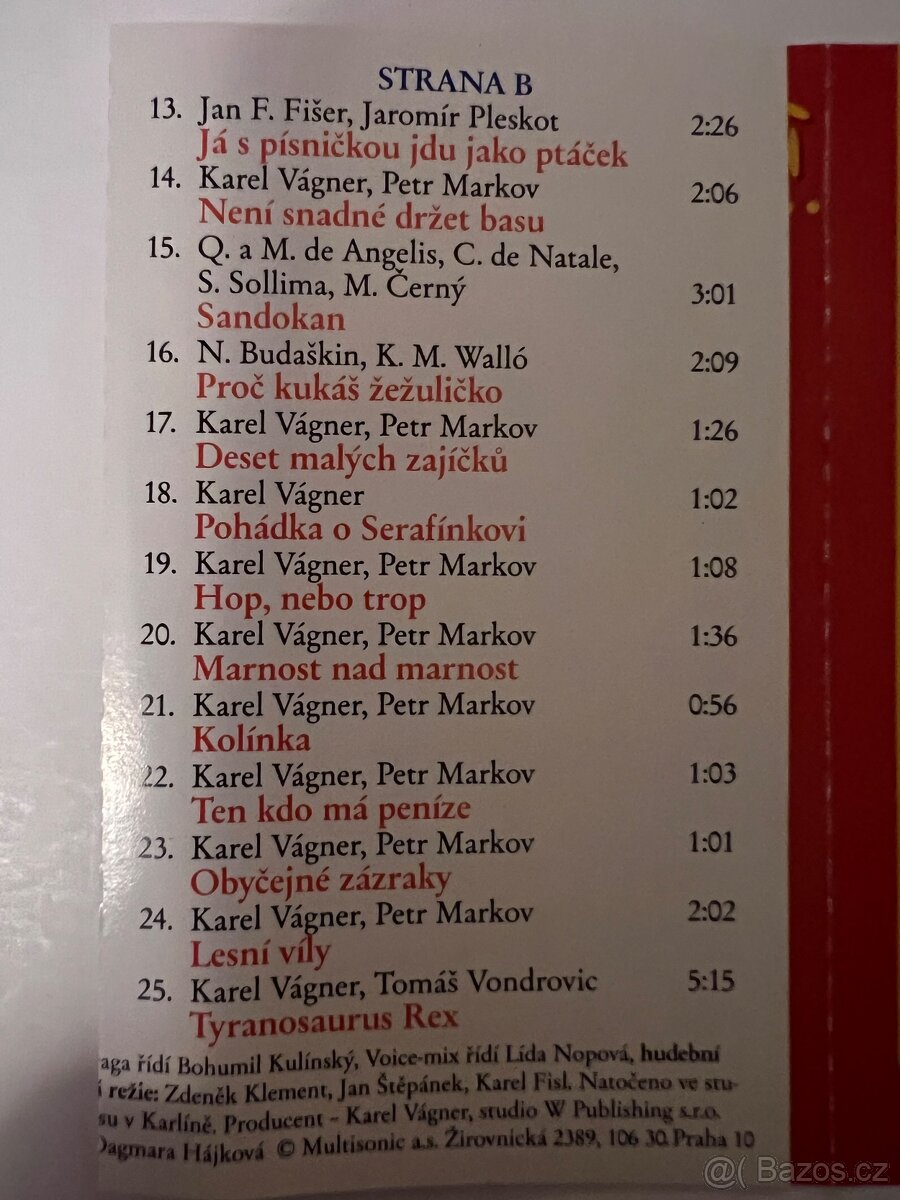 STRANA B
13. Jan F. Fišer, Jaromír Pleskot 2:26
Já s písničkou jdu jako ptáček
14. Karel Vágner, Petr Markov 2:06
Není snadné držet basu
15. Q. a M. de Angelis, C. de Natale,
S. Sollima, M. Černý 3:01
Sandokan
16. N. Budaškin, K. M. Walló 2:09
Proč kukáš žežuličko
17. Karel Vágner, Petr Markov 1:26
Deset malých zajíčků
18. Karel Vágner 1:02
Pohádka o Serafínkovi
19. Karel Vágner, Petr Markov 1:08
Hop, nebo trop
20. Karel Vágner, Petr Markov 1:36
Marnost nad marnost
21. Karel Vágner, Petr Markov 0:56
Kolínka
22. Karel Vágner, Petr Markov 1:03
Ten kdo má peníze
23. Karel Vágner, Petr Markov 1:01
Obyčejné zázraky
24. Karel Vágner, Petr Markov 2:02
Lesní víly
25. Karel Vágner, Tomáš Vondrovic 5:15
Tyranosaurus Rex
aga řídí Bohumil Kulínský, Voice-mix řídí Lída Nopová, hudební
í režie: Zdeněk Klement, Jan Štěpánek, Karel Fisl. Natočeno ve stu-
su v Karlíně. Producent – Karel Vágner, studio W Publishing s.r.o.
Dagmara Hájková © Multisonic a.s. Žirovnická 2389, 106 30 Praha 10
@( Bazos.cz